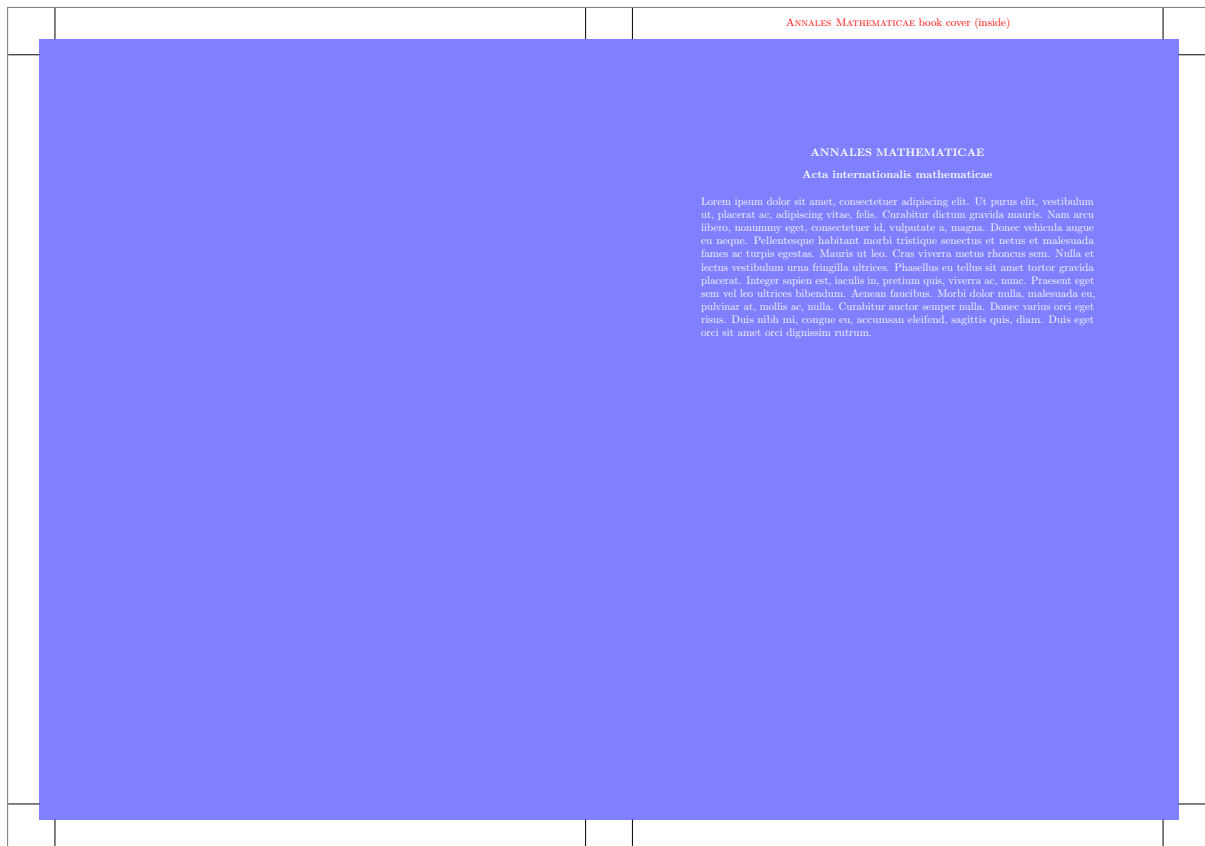 ANNALES MATHEMATICAE book cover (inside)
ANNALES MATHEMATICAE
Acta internationalis mathematicae
Lorem ipsum dolor sit amet, consectetuer adipiscing elit. Ut purus elit, vestibulum
ut, placerat ac, adipiscing vitae, felis. Curabitur dictum gravida mauris. Nam arcu
libero, nonummy eget, consectetuer id, vulputate a, magna. Donec vehicula augue
eu neque. Pellentesque habitant morbi tristique senectus et netus et malesuada
fames ac turpis egestas. Mauris ut leo. Cras viverra metus rhoncus sem. Nulla et
lectus vestibulum urna fringilla ultrices. Phasellus eu tellus sit amet tortor gravida
placerat. Integer sapien est, iaculis in, pretium quis, viverra ac, nunc. Praesent eget
sem vel leo ultrices bibendum. Aenean faucibus. Morbi dolor nulla, malesuada eu,
pulvinar at, mollis ac, nulla. Curabitur auctor semper nulla. Donec varius orci eget
risus. Duis nibh mi, congue eu, accumsan eleifend, sagittis quis, diam. Duis eget
orci sit amet orci dignissim rutrum.